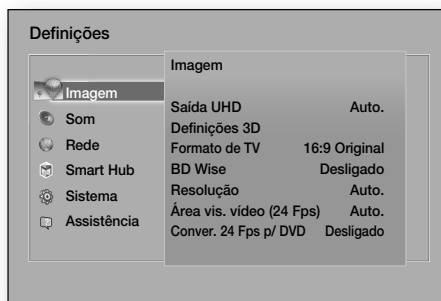 Definições
Imagem
Som
Rede
Smart Hub
Sistema
Assistência
Imagem
Saída UHD Auto.
Definições 3D
Formato de TV 16:9 Original
BD Wise Desligado
Resolução Auto.
Área vis. vídeo (24 Fps) Auto.
Conver. 24 Fps p/ DVD Desligado